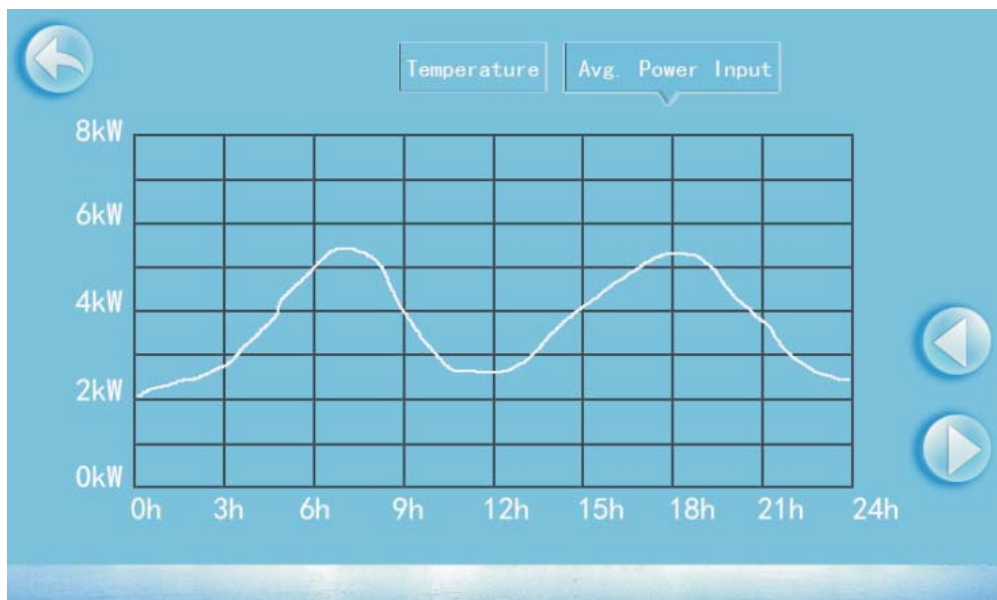 Temperature
Avg. Power Input
8kW
6kW
4kW
2kW
0kW
0h 3h 6h 9h 12h 15h 18h 21h 24h